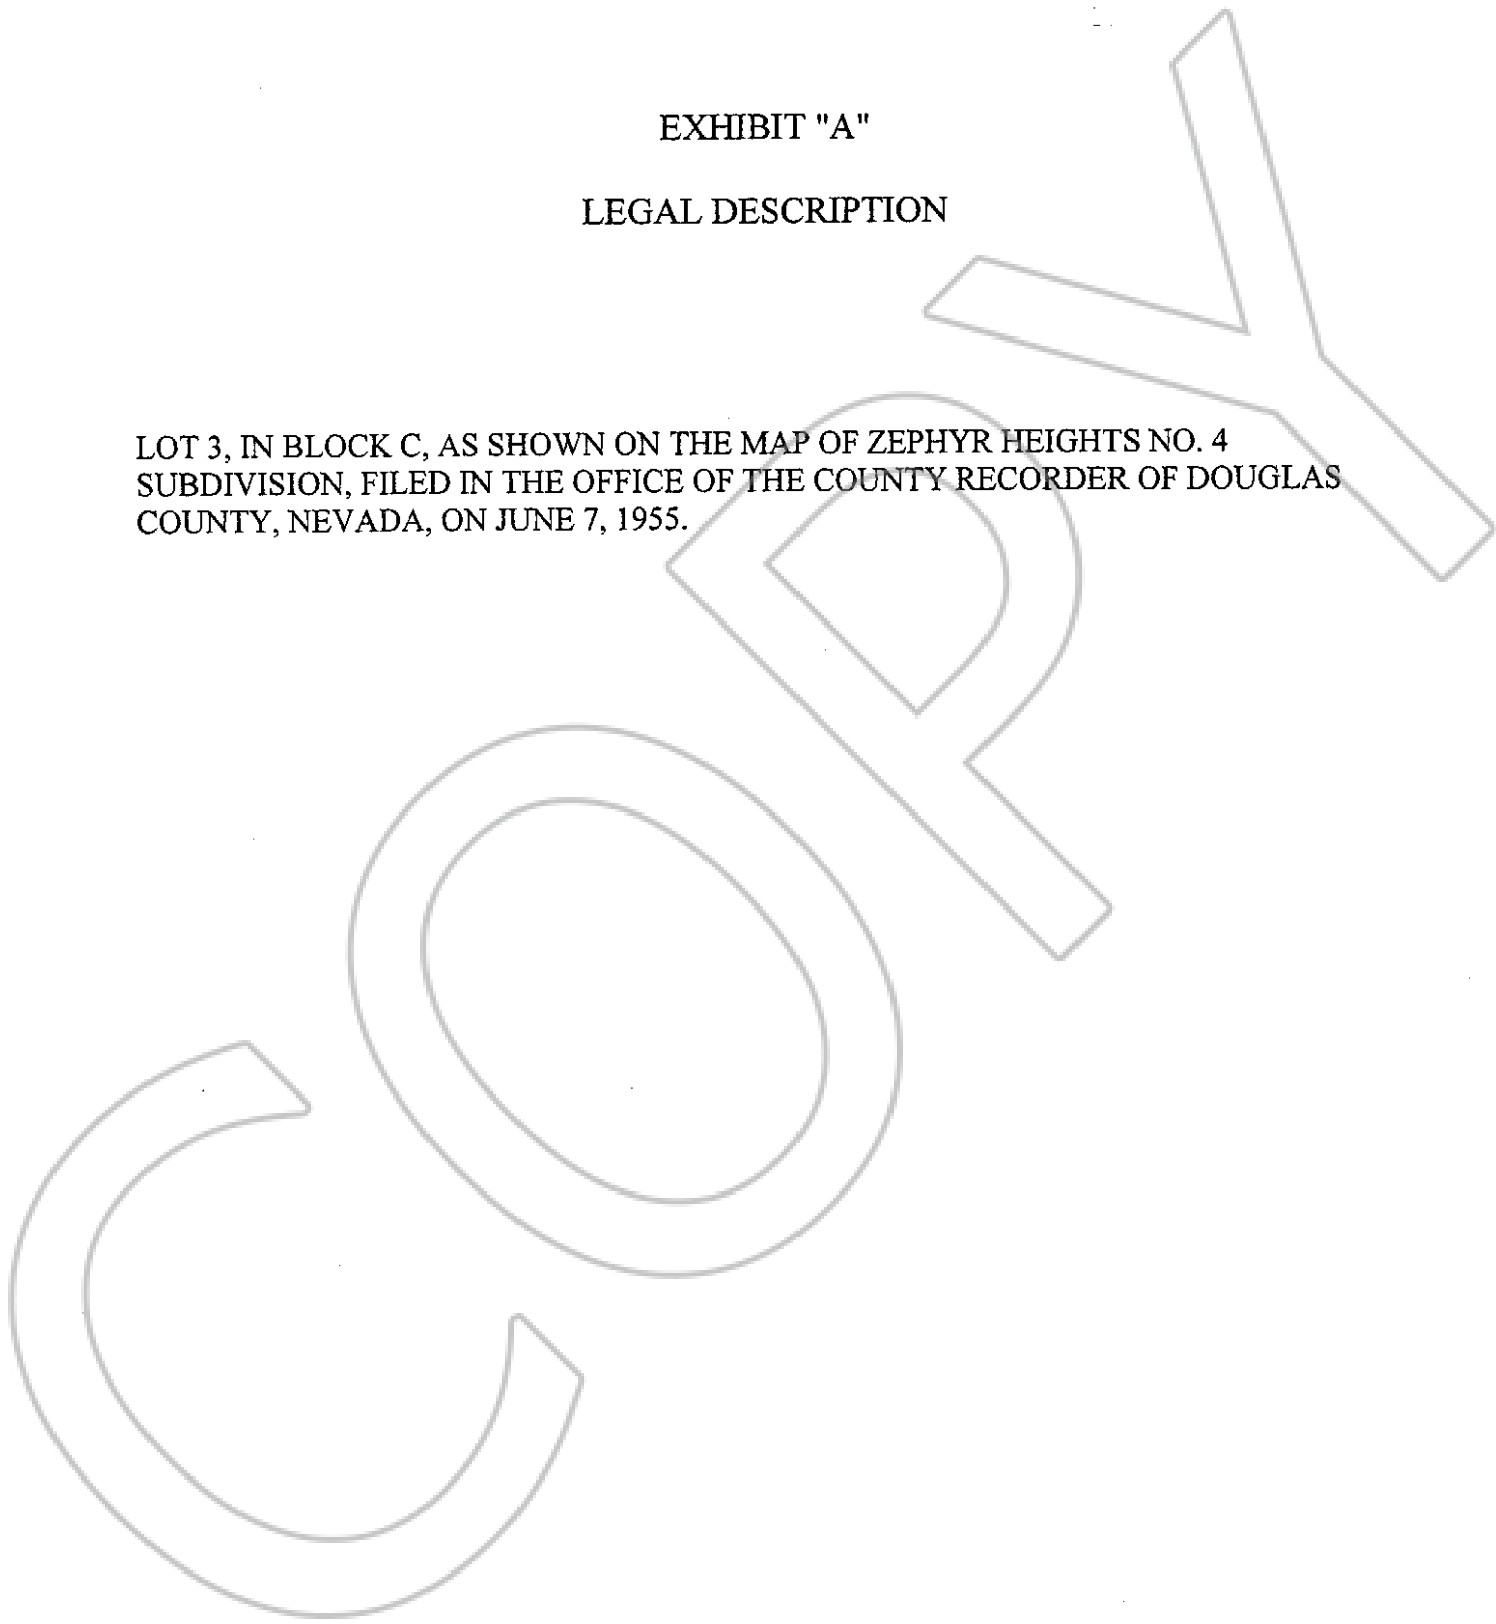 EXHIBIT "A"
LEGAL DESCRIPTION
LOT 3, IN BLOCK C, AS SHOWN ON THE MAP OF ZEPHYR HEIGHTS NO. 4
SUBDIVISION, FILED IN THE OFFICE OF THE COUNTY RECORDER OF DOUGLAS
COUNTY, NEVADA, ON JUNE 7, 1955.
COPY